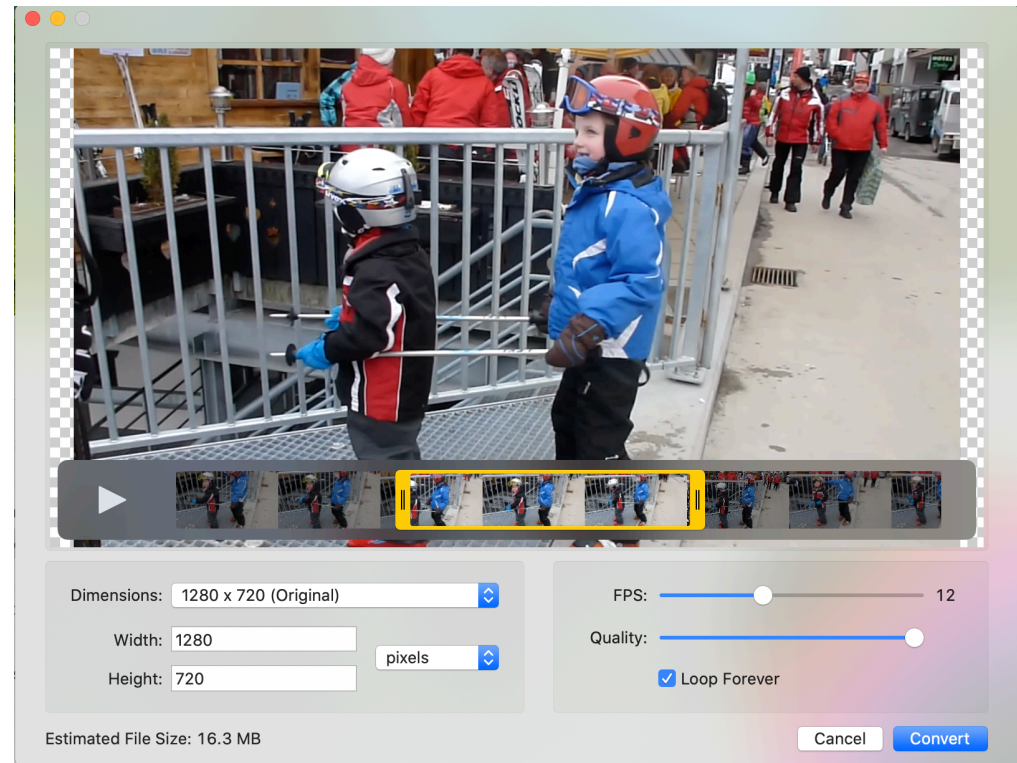 HOTEL
Dimensions: 1280 x 720 (Original)
Width: 1280
pixels
Height: 720
FPS: 12
Quality:
Loop Forever
Estimated File Size: 16.3 MB
Cancel
Convert